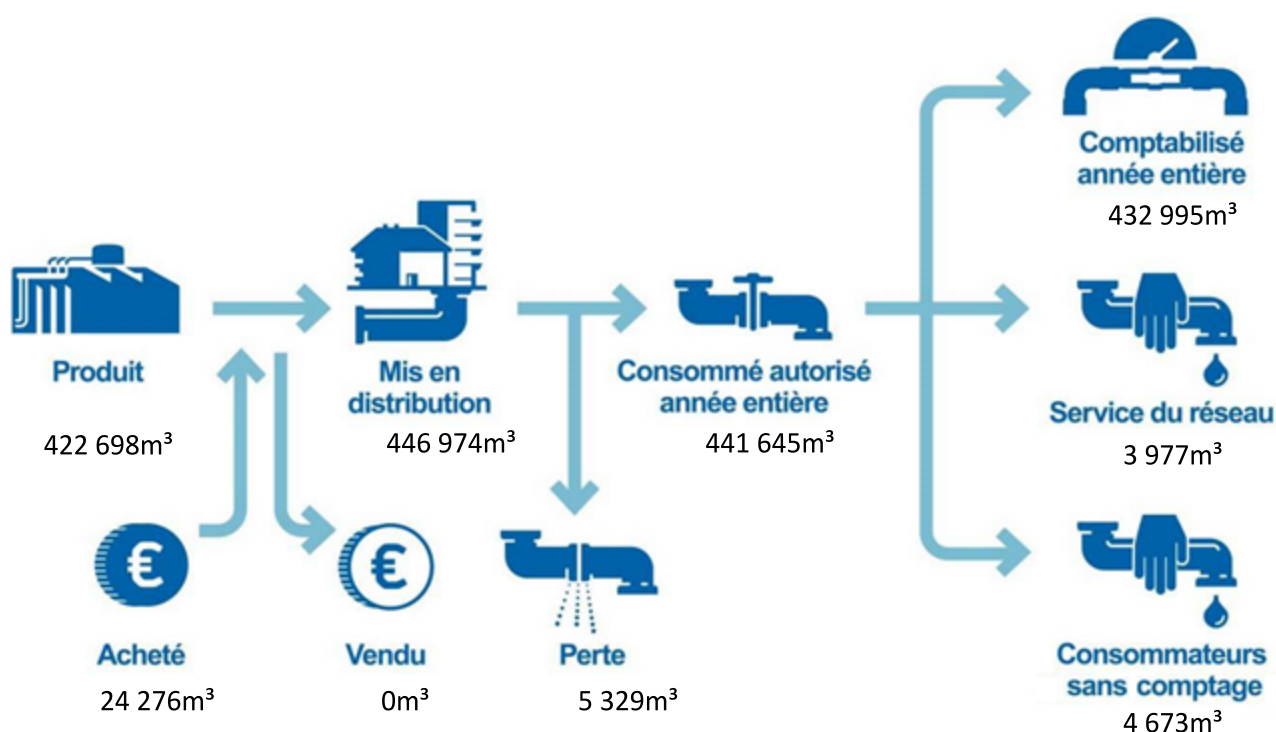 Produit
422 698m³
Acheté
24 276m³
Vendu
0m³
Mis en
distribution
446 974m³
Perte
5 329m³
Consommé autorisé
année entière
441 645m³
Comptabilisé
année entière
432 995m³
Service du réseau
3 977m³
Consommateurs
sans comptage
4 673m³
€
€